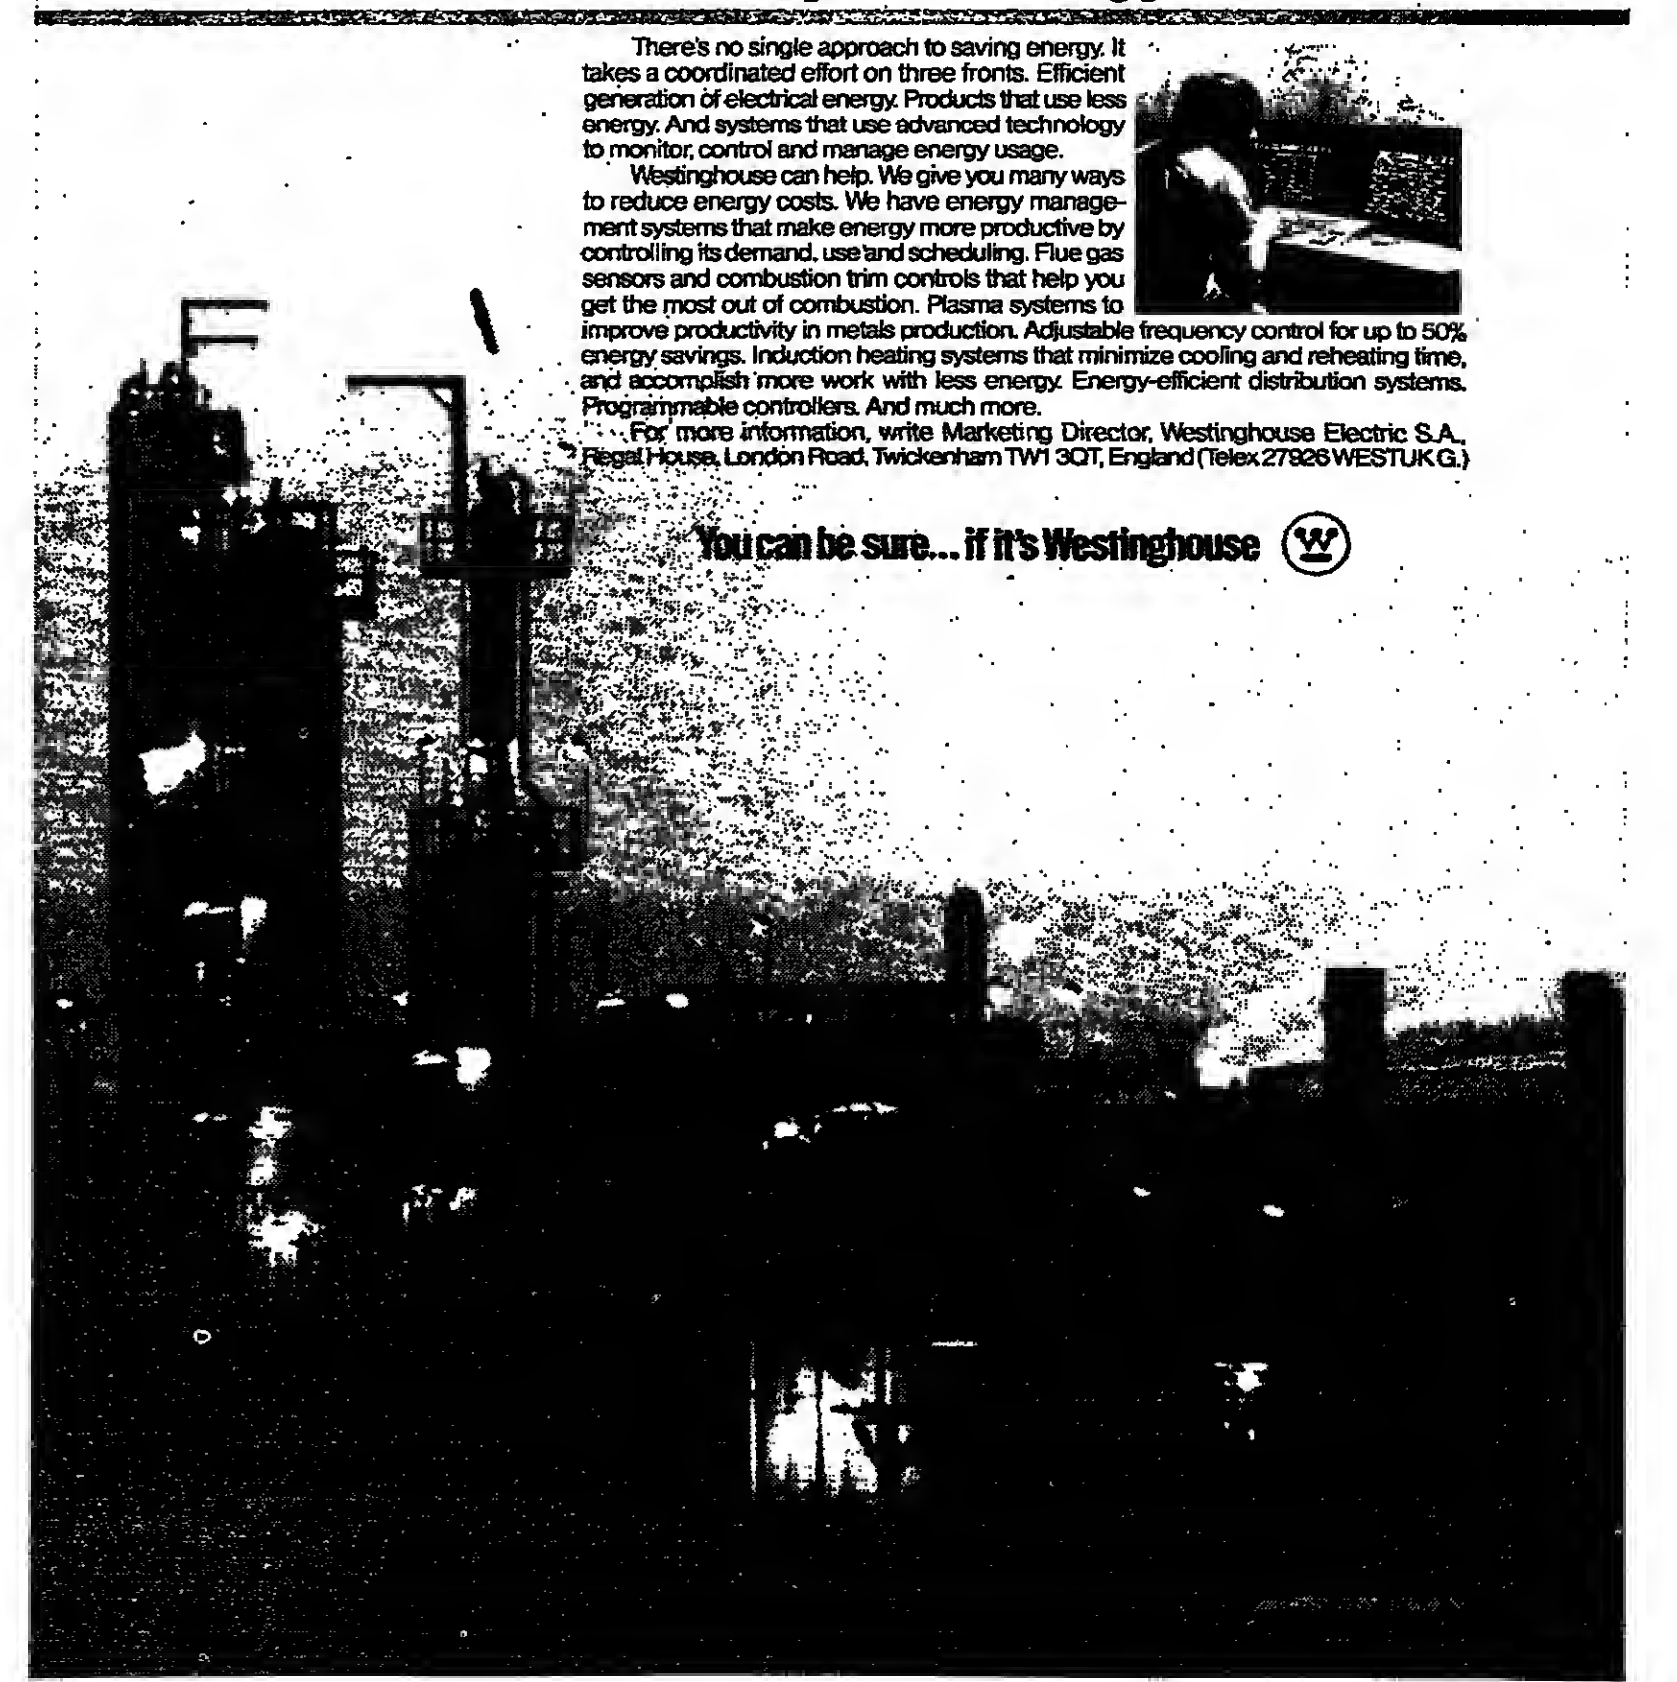 There's no single approach to saving energy. It
takes a coordinated effort on three fronts. Efficient
generation of electrical energy. Products that use less
energy. And systems that use advanced technology
to monitor, control and manage energy usage.
Westinghouse can help. We give you many ways
to reduce energy costs. We have energy manage-
ment systems that make energy more productive by
controlling its demand, use and scheduling. Flue gas
sensors and combustion trim controls that help you
get the most out of combustion. Plasma systems to
improve productivity in metals production. Adjustable frequency control for up to 50%
energy savings. Induction heating systems that minimize cooling and reheating time,
and accomplish more work with less energy. Energy-efficient distribution systems.
Programmable controllers. And much more.
For more information, write Marketing Director, Westinghouse Electric S.A.,
Regal House, London Road, Twickenham TW1 3QT, England (Telex 27926 WESTUK G.)
You can be sure... if it's Westinghouse W